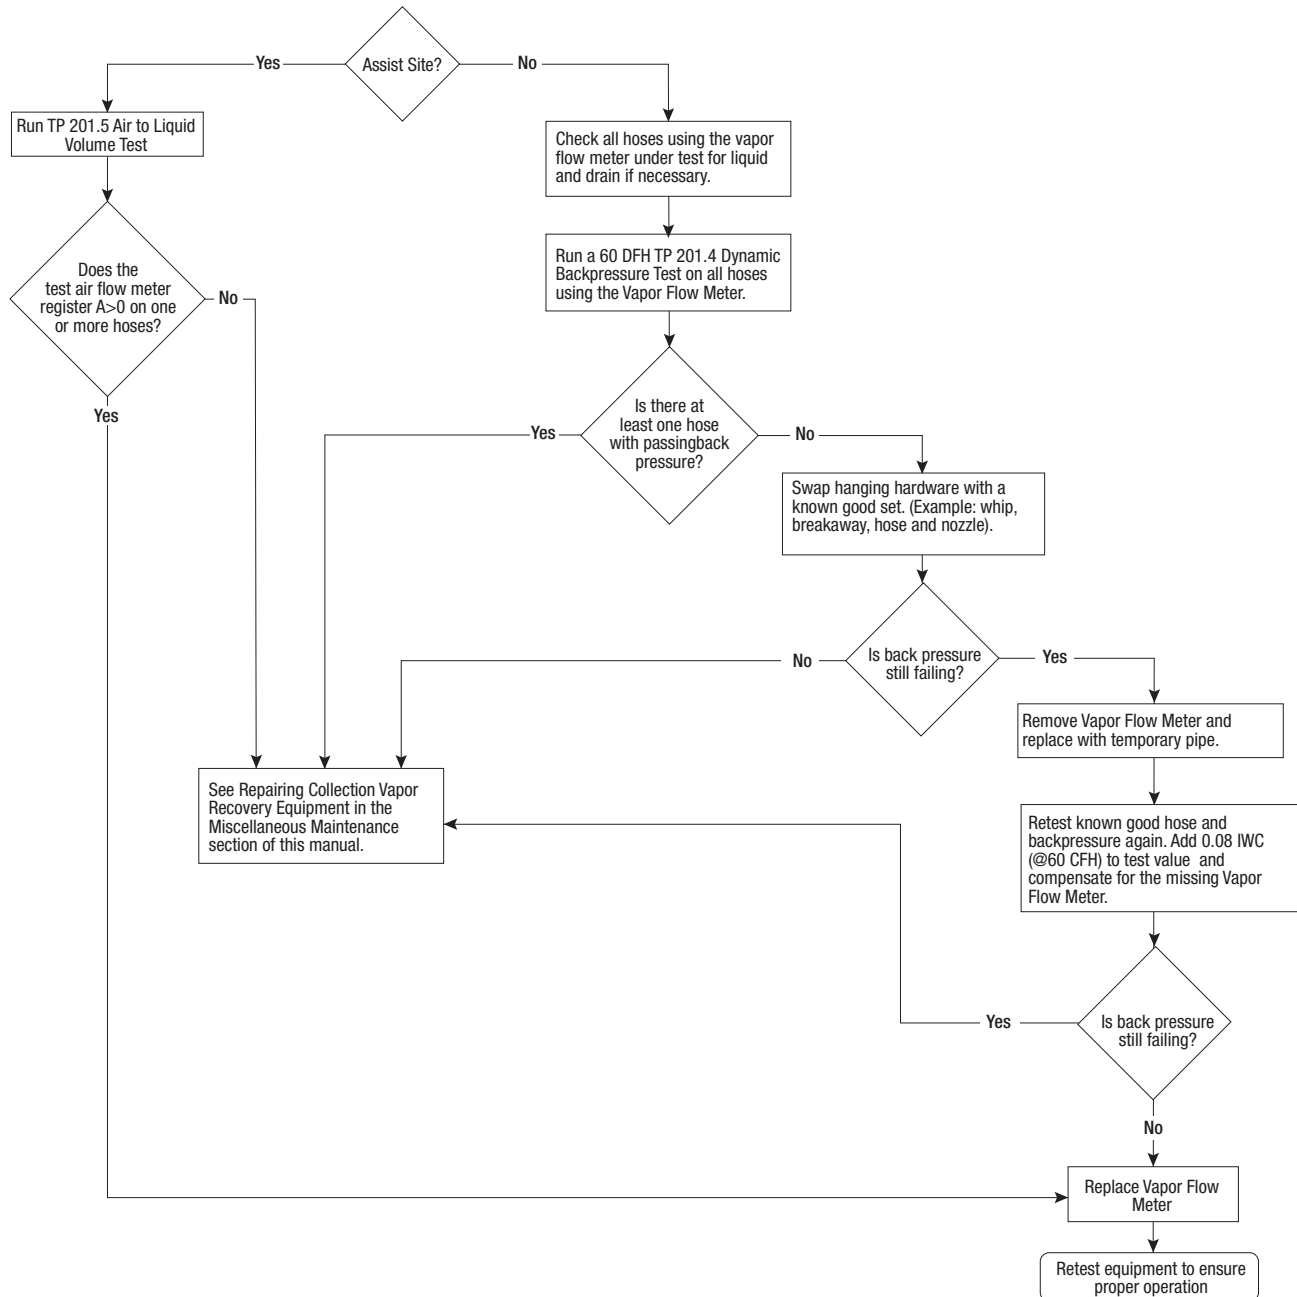 Assist Site?
Yes
No
Run TP 201.5 Air to Liquid
Volume Test
Check all hoses using the vapor
flow meter under test for liquid
and drain if necessary.
Does the
test air flow meter
register A>0 on one
or more hoses?
No
Yes
Run a 60 DFH TP 201.4 Dynamic
Backpressure Test on all hoses
using the Vapor Flow Meter.
Is there at
least one hose
with passingback
pressure?
Yes
No
Swap hanging hardware with a
known good set. (Example: whip,
breakaway, hose and nozzle).
Is back pressure
still failing?
No
Yes
Remove Vapor Flow Meter and
replace with temporary pipe.
See Repairing Collection Vapor
Recovery Equipment in the
Miscellaneous Maintenance
section of this manual.
Retest known good hose and
backpressure again. Add 0.08 IWC
(@60 CFH) to test value and
compensate for the missing Vapor
Flow Meter.
Is back pressure
still failing?
Yes
No
Replace Vapor Flow
Meter
Retest equipment to ensure
proper operation